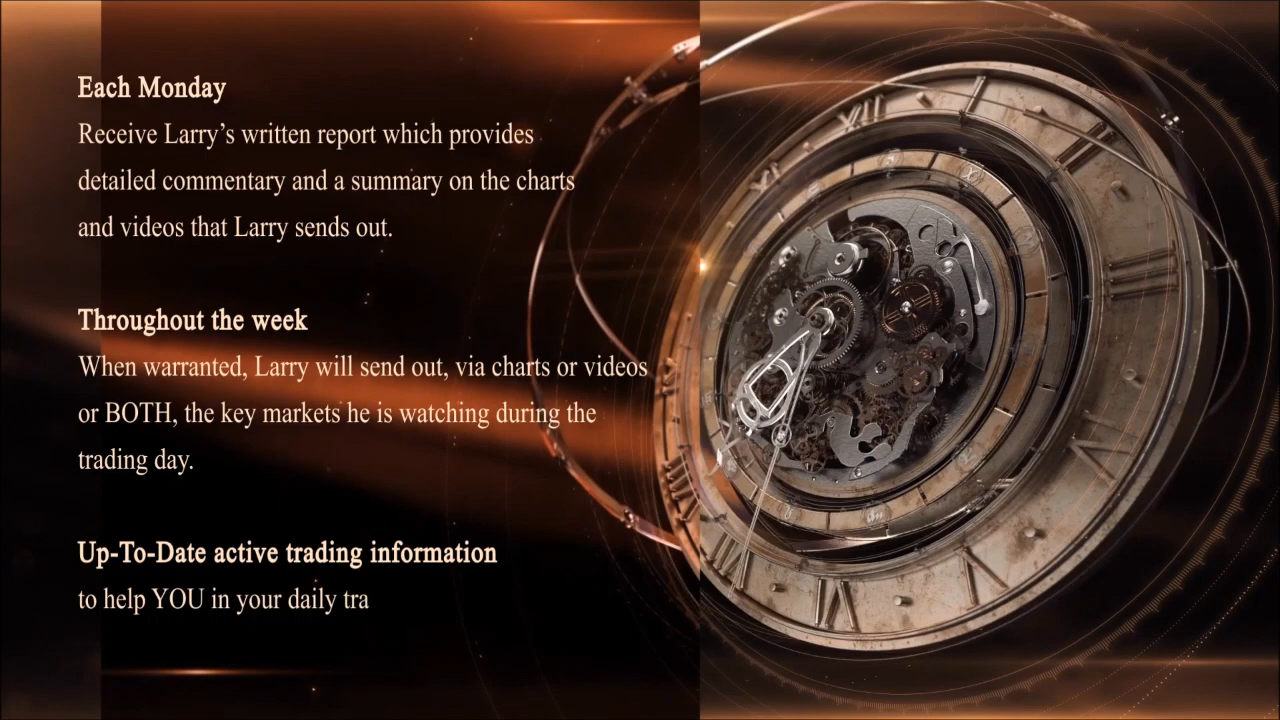 Each Monday
Receive Larry’s written report which provides
detailed commentary and a summary on the charts
and videos that Larry sends out.
Throughout the week
When warranted, Larry will send out, via charts or videos
or BOTH, the key markets he is watching during the
trading day.
Up-To-Date active trading information
to help YOU in your daily tra